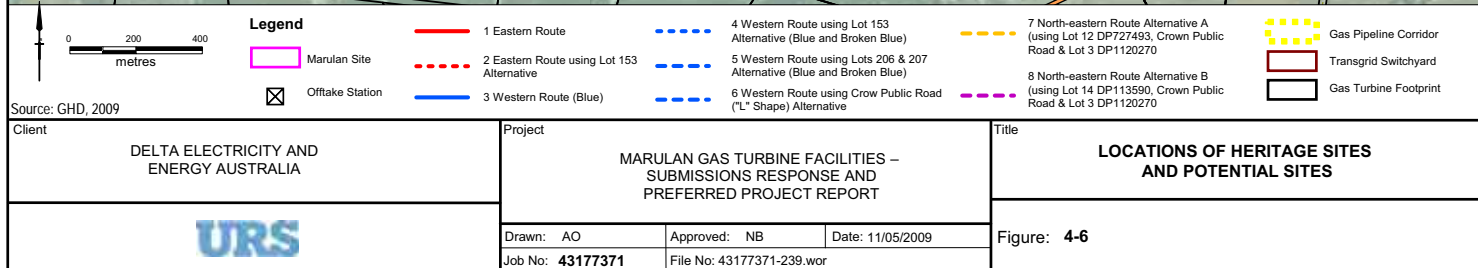 Legend
0 200 400
metres
Marulan Site
Offtake Station
Source: GHD, 2009
1 Eastern Route
2 Eastern Route using Lot 153
Alternative
3 Western Route (Blue)
4 Western Route using Lot 153
Alternative (Blue and Broken Blue)
5 Western Route using Lots 206 & 207
Alternative (Blue and Broken Blue)
6 Western Route using Crow Public Road
("L" Shape) Alternative
7 North-eastern Route Alternative A
(using Lot 12 DP727493, Crown Public
Road & Lot 3 DP1120270
8 North-eastern Route Alternative B
(using Lot 14 DP113590, Crown Public
Road & Lot 3 DP1120270
Gas Pipeline Corridor
Transgrid Switchyard
Gas Turbine Footprint
Client
DELTA ELECTRICITY AND
ENERGY AUSTRALIA
Project
MARULAN GAS TURBINE FACILITIES –
SUBMISSIONS RESPONSE AND
PREFERRED PROJECT REPORT
Title
LOCATIONS OF HERITAGE SITES
AND POTENTIAL SITES
URS
Drawn: AO
Approved: NB
Date: 11/05/2009
Job No: 43177371
File No: 43177371-239.wor
Figure: 4-6